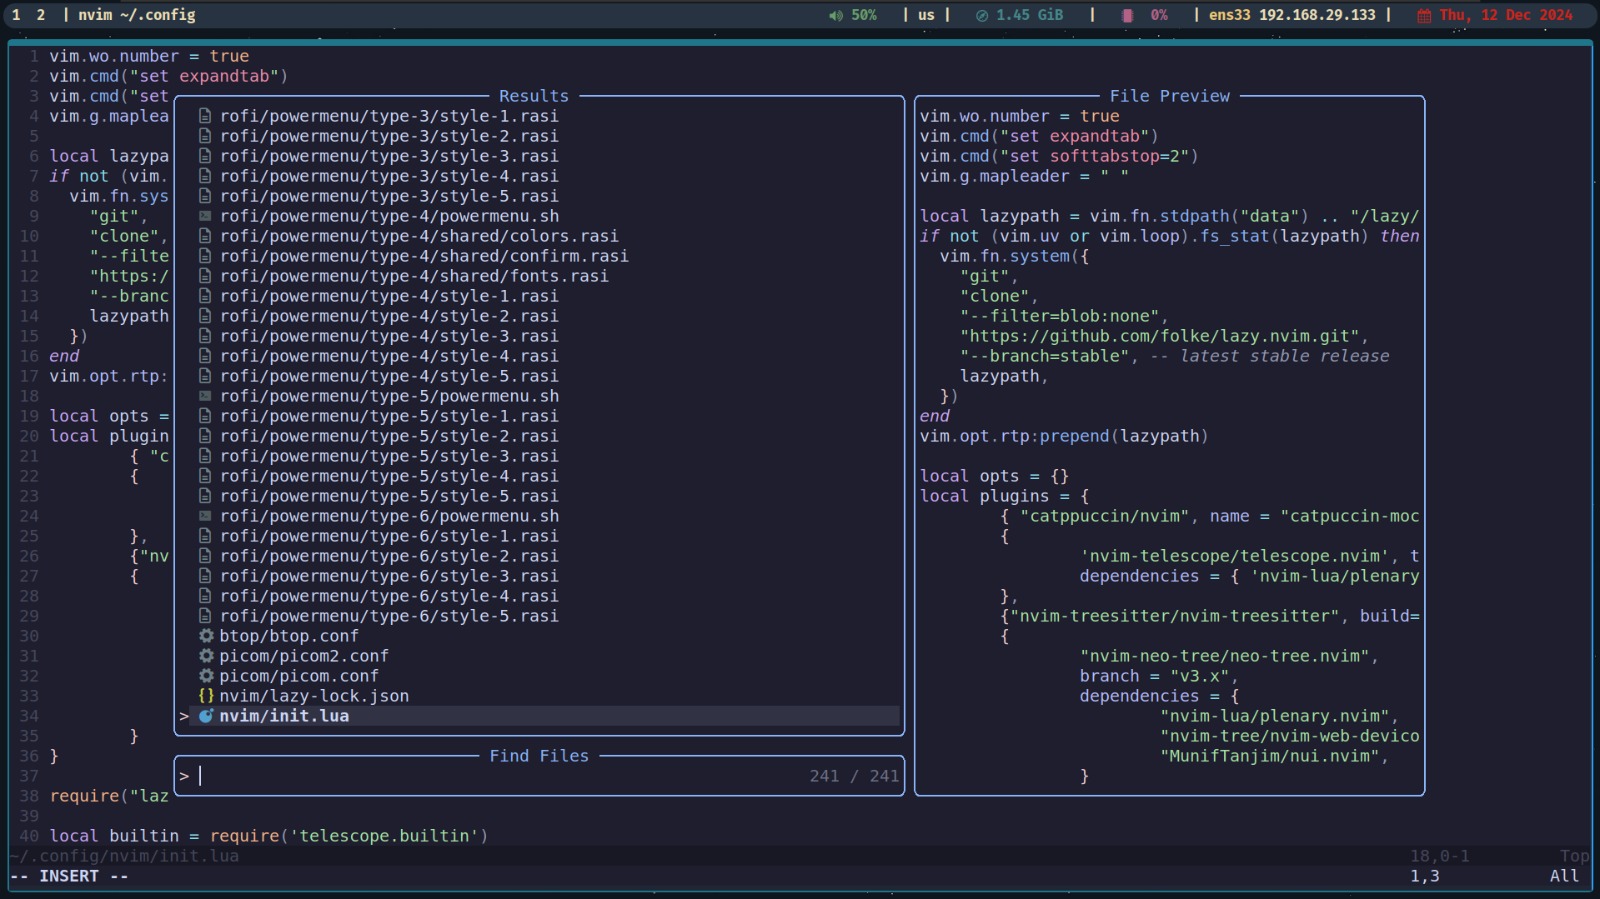 1 2 | nvim ~/.config 50% | us | 1.45 GiB | 0% | ens33 192.168.29.133 | Thu, 12 Dec 2024
1 vim.wo.number = true
2 vim.cmd("set expandtab")
3 vim.cmd("set
4 vim.g.maplea
5
6 local lazypa
7 if not (vim.
8 vim.fn.sys
9 "git",
10 "clone",
11 "--filte
12 "https:/
13 "--branc
14 lazypath
15 })
16 end
17 vim.opt.rtp:
18
19 local opts =
20 local plugin
21 { "c
22 {
23
24
25 },
26 {"nv
27 {
28
29
30
31
32
33
34
35 }
36 }
37
38 require("laz
39
40 local builtin = require('telescope.builtin')
Results
rofi/powermenu/type-3/style-1.rasi
rofi/powermenu/type-3/style-2.rasi
rofi/powermenu/type-3/style-3.rasi
rofi/powermenu/type-3/style-4.rasi
rofi/powermenu/type-3/style-5.rasi
rofi/powermenu/type-4/powermenu.sh
rofi/powermenu/type-4/shared/colors.rasi
rofi/powermenu/type-4/shared/confirm.rasi
rofi/powermenu/type-4/shared/fonts.rasi
rofi/powermenu/type-4/style-1.rasi
rofi/powermenu/type-4/style-2.rasi
rofi/powermenu/type-4/style-3.rasi
rofi/powermenu/type-4/style-4.rasi
rofi/powermenu/type-4/style-5.rasi
rofi/powermenu/type-5/powermenu.sh
rofi/powermenu/type-5/style-1.rasi
rofi/powermenu/type-5/style-2.rasi
rofi/powermenu/type-5/style-3.rasi
rofi/powermenu/type-5/style-4.rasi
rofi/powermenu/type-5/style-5.rasi
rofi/powermenu/type-6/powermenu.sh
rofi/powermenu/type-6/style-1.rasi
rofi/powermenu/type-6/style-2.rasi
rofi/powermenu/type-6/style-3.rasi
rofi/powermenu/type-6/style-4.rasi
rofi/powermenu/type-6/style-5.rasi
btop/btop.conf
picom/picom2.conf
picom/picom.conf
{} nvim/lazy-lock.json
> nvim/init.lua
Find Files
> 241 / 241
File Preview
vim.wo.number = true
vim.cmd("set expandtab")
vim.cmd("set softtabstop=2")
vim.g.mapleader = " "
local lazypath = vim.fn.stdpath("data") .. "/lazy/
if not (vim.uv or vim.loop).fs_stat(lazypath) then
vim.fn.system({
"git",
"clone",
"--filter=blob:none",
"https://github.com/folke/lazy.nvim.git",
"--branch=stable", -- latest stable release
lazypath,
})
end
vim.opt.rtp:prepend(lazypath)
local opts = {}
local plugins = {
{ "catppuccin/nvim", name = "catpuccin-moc
{
'nvim-telescope/telescope.nvim', t
dependencies = { 'nvim-lua/plenary
},
{"nvim-treesitter/nvim-treesitter", build=
{
"nvim-neo-tree/neo-tree.nvim",
branch = "v3.x",
dependencies = {
"nvim-lua/plenary.nvim",
"nvim-tree/nvim-web-devico
"MunifTanjim/nui.nvim",
}
~/.config/nvim/init.lua 18,0-1 Top
-- INSERT -- 1,3 All